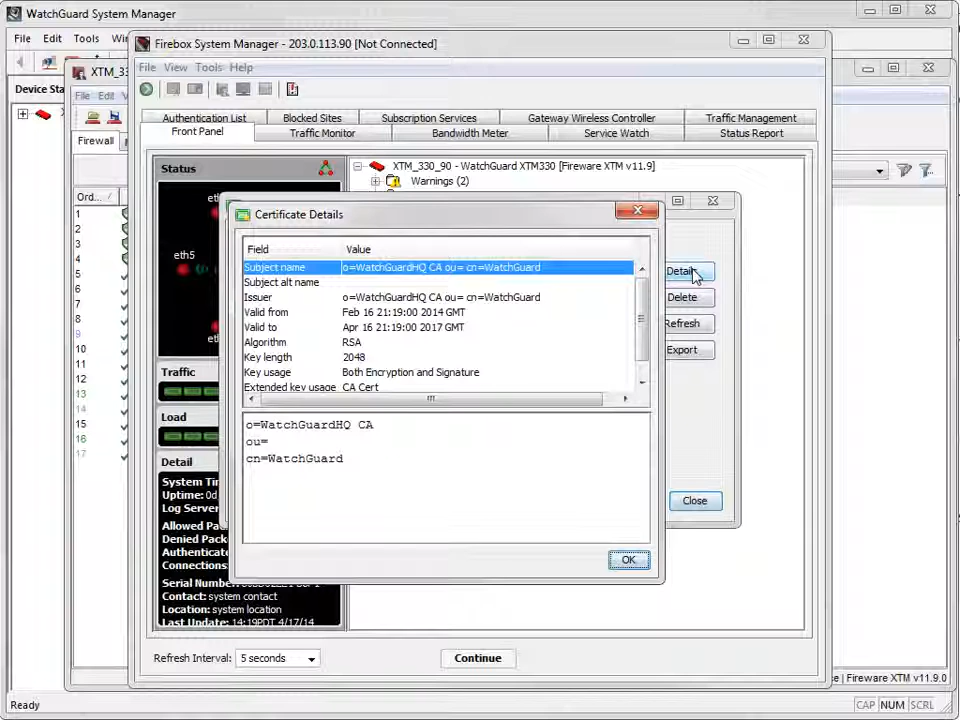 WatchGuard System Manager
File Edit Tools
Device Sta
XTM_33
File Edit
Firewall
Ord...
1
2
3
4
5
6
7
8
9
10
11
12
13
14
15
16
17
Firebox System Manager - 203.0.113.90 [Not Connected]
File View Tools Help
Authentication List Blocked Sites Subscription Services Gateway Wireless Controller Traffic Management
Front Panel Traffic Monitor Bandwidth Meter Service Watch Status Report
Status
XTM_330_90 - WatchGuard XTM330 [Fireware XTM v11.9]
Warnings (2)
eth5
Traffic
Load
Detail
System Ti
Uptime: 0d
Log Server
Allowed Pa
Denied Pack
Authenticat
Connections
Serial Number
Contact: system contact
Location: system location
Last Update: 14:19PDT 4/17/14
Refresh Interval: 5 seconds
Continue
Certificate Details
Field Value
Subject name o=WatchGuardHQ CA ou= cn=WatchGuard
Subject alt name
Issuer o=WatchGuardHQ CA ou= cn=WatchGuard
Valid from Feb 16 21:19:00 2014 GMT
Valid to Apr 16 21:19:00 2017 GMT
Algorithm RSA
Key length 2048
Key usage Both Encryption and Signature
Extended key usage CA Cert
o=WatchGuardHQ CA
ou=
cn=WatchGuard
OK
Details
Delete
Refresh
Export
Close
Fireware XTM v11.9.0
Ready
CAP NUM SCRL